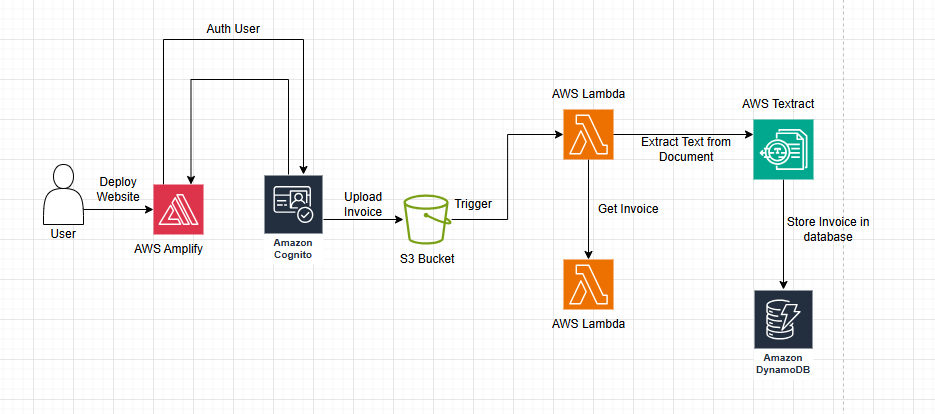 Auth User
AWS Lambda
AWS Textract
Extract Text from
Document
Deploy
Website
Upload
Invoice
Trigger
Get Invoice
User
AWS Amplify
Amazon
Cognito
S3 Bucket
Store Invoice in
database
AWS Lambda
Amazon
DynamoDB